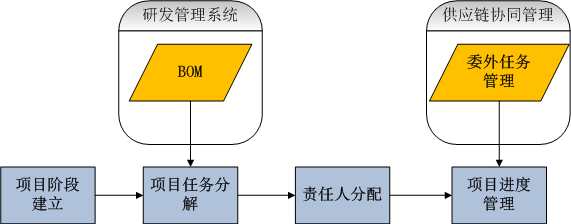 研发管理系统
供应链协同管理
BOM
委外任务
管理
项目阶段
建立
项目任务分
解
责任人分配
项目进度
管理